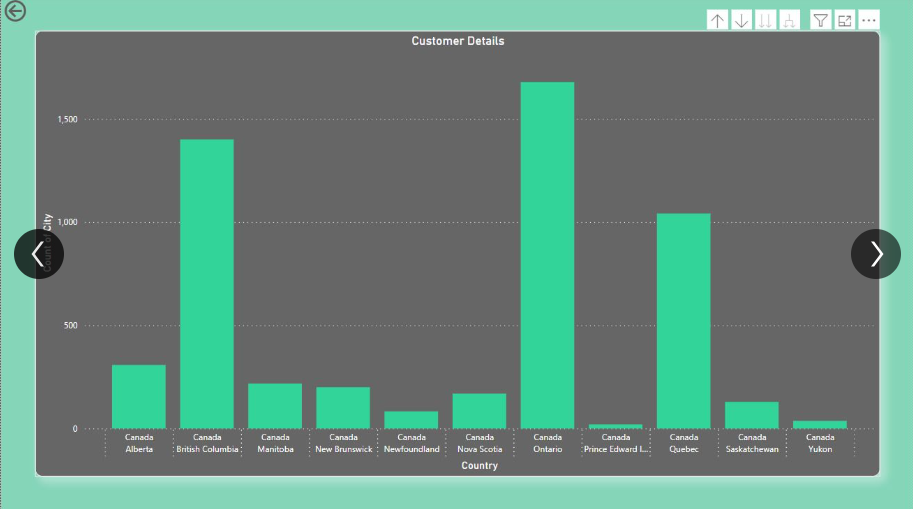 Customer Details
1,500
1,000
500
0
Count of City
Canada Canada Canada Canada Canada Canada Canada Canada Canada Canada Canada
Alberta British Columbia Manitoba New Brunswick Newfoundland Nova Scotia Ontario Prince Edward I... Quebec Saskatchewan Yukon
Country